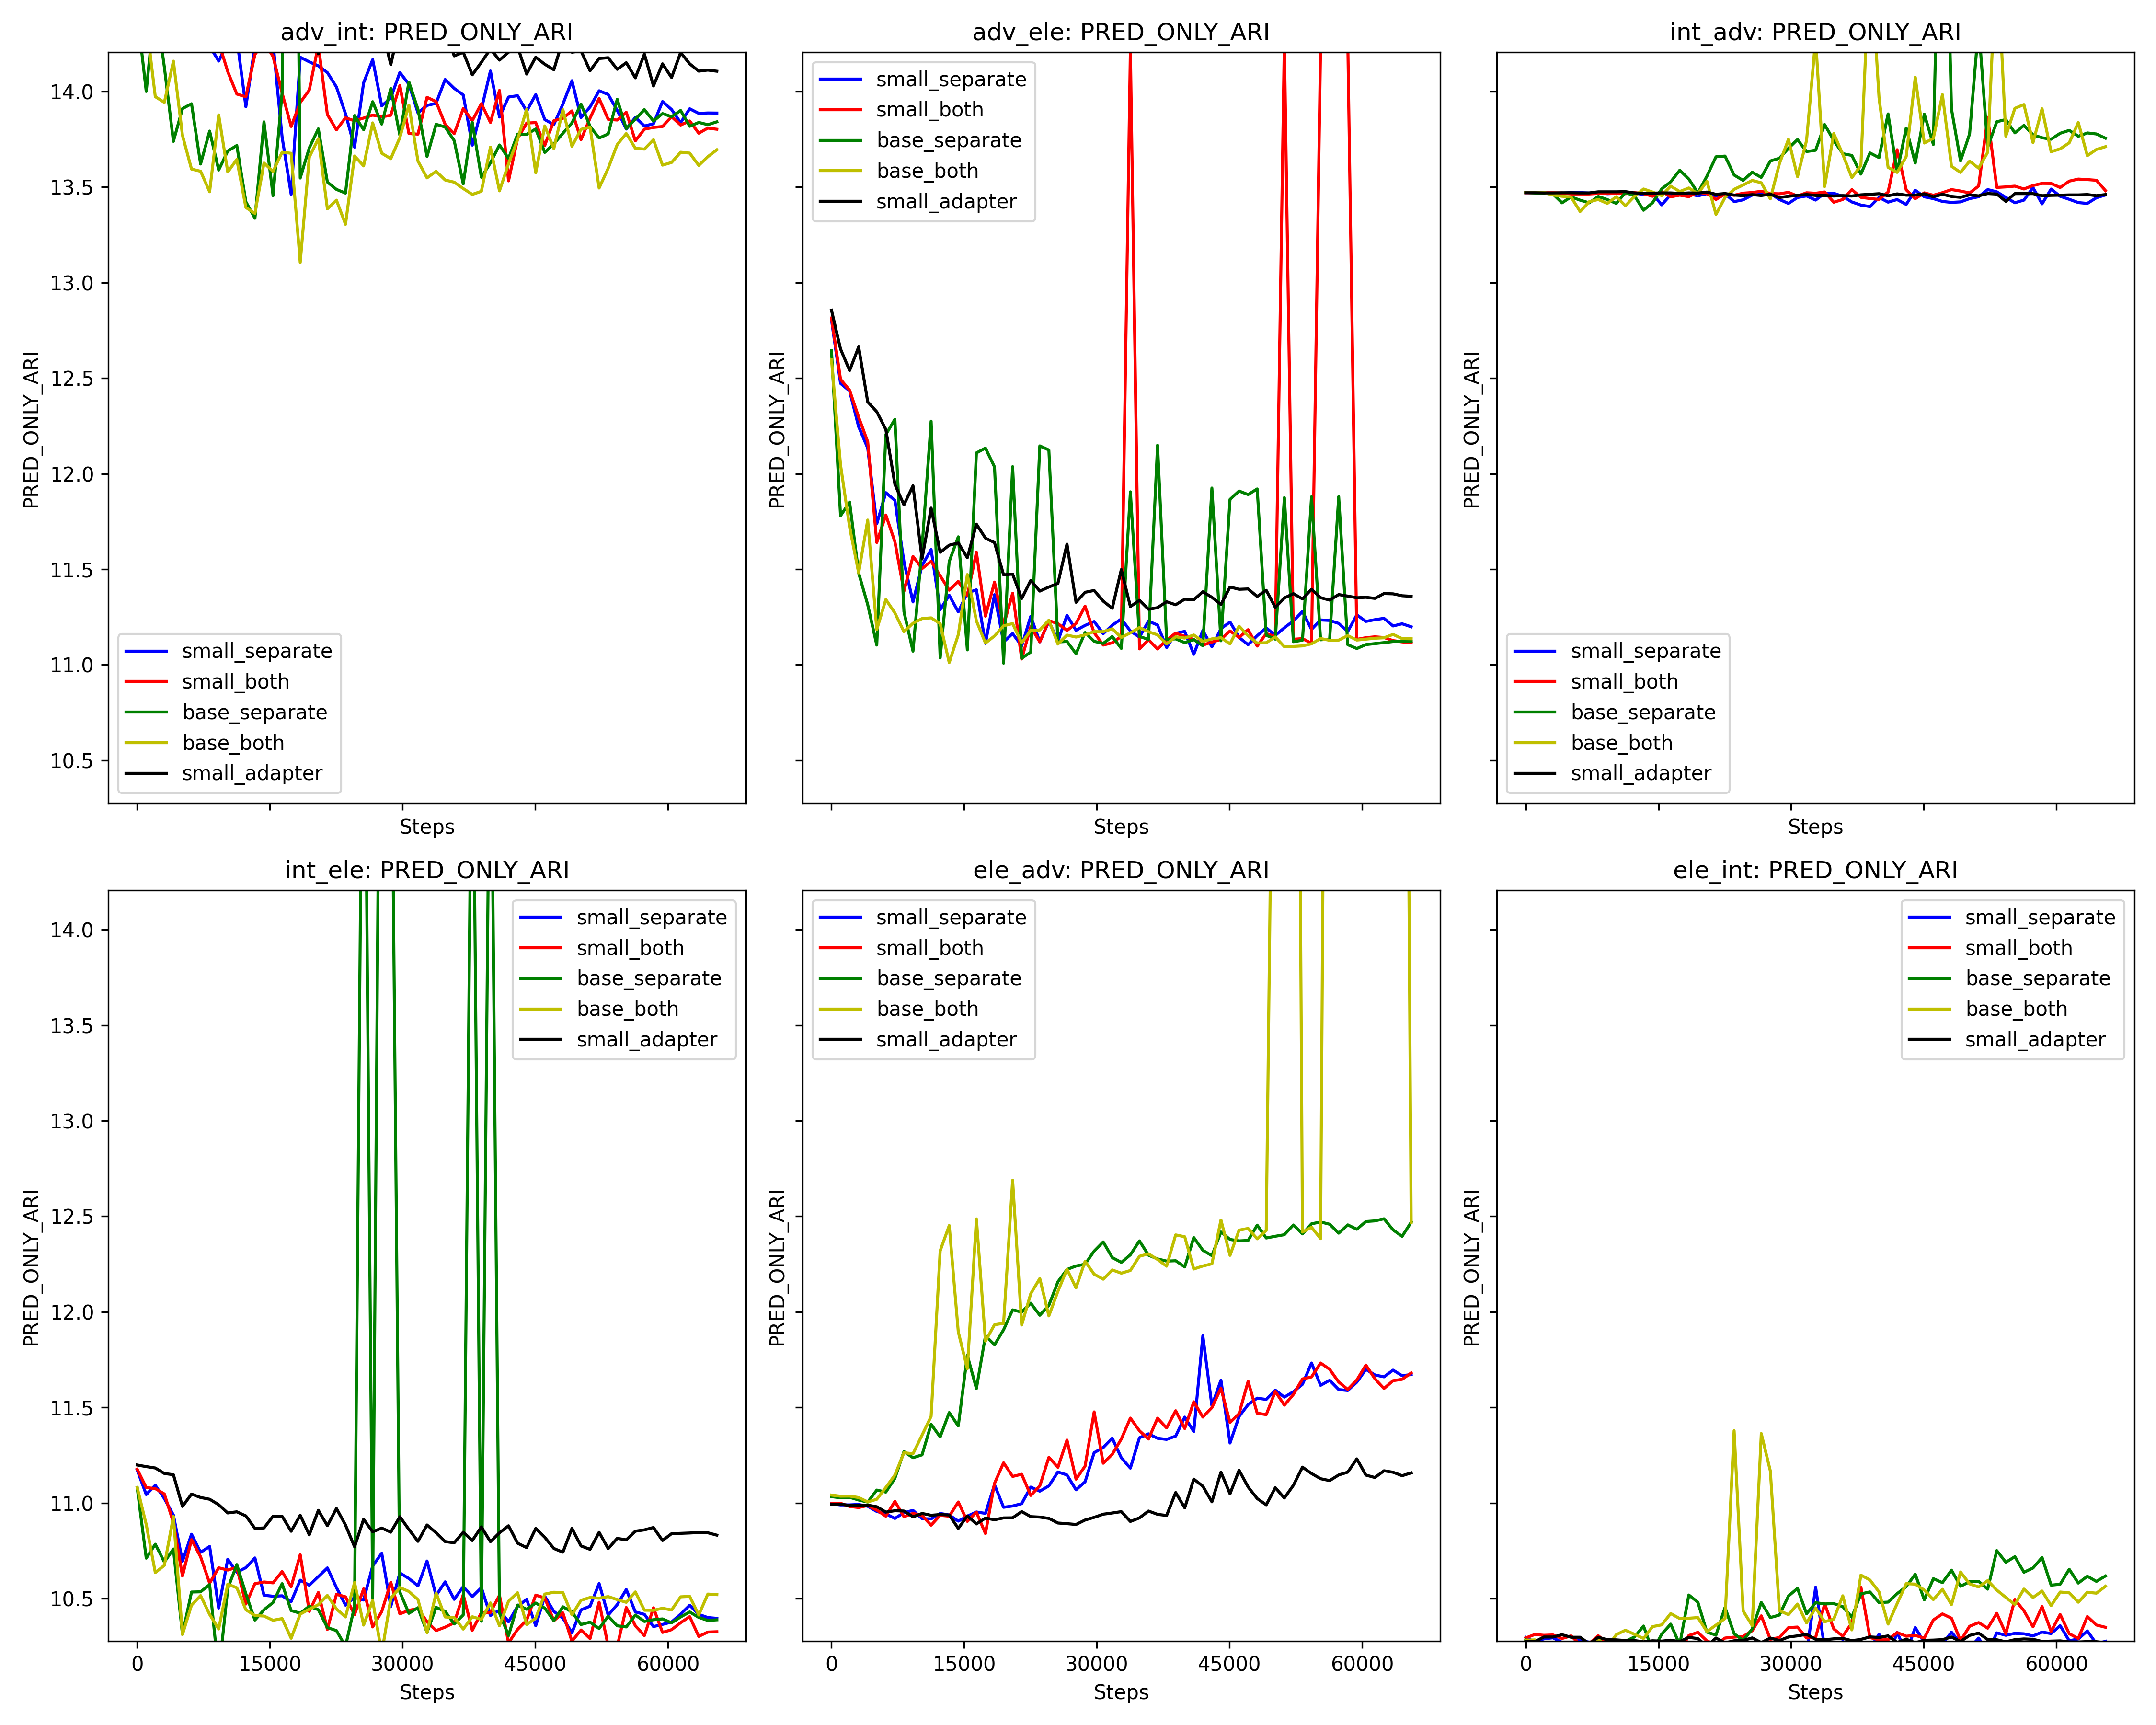 adv_int: PRED_ONLY_ARI
PRED_ONLY_ARI
14.0
13.5
13.0
12.5
12.0
11.5
11.0
10.5
small_separate
small_both
base_separate
base_both
small_adapter
Steps
adv_ele: PRED_ONLY_ARI
PRED_ONLY_ARI
small_separate
small_both
base_separate
base_both
small_adapter
Steps
int_adv: PRED_ONLY_ARI
PRED_ONLY_ARI
small_separate
small_both
base_separate
base_both
small_adapter
Steps
int_ele: PRED_ONLY_ARI
PRED_ONLY_ARI
14.0
13.5
13.0
12.5
12.0
11.5
11.0
10.5
small_separate
small_both
base_separate
base_both
small_adapter
0 15000 30000 45000 60000
Steps
ele_adv: PRED_ONLY_ARI
PRED_ONLY_ARI
small_separate
small_both
base_separate
base_both
small_adapter
0 15000 30000 45000 60000
Steps
ele_int: PRED_ONLY_ARI
PRED_ONLY_ARI
small_separate
small_both
base_separate
base_both
small_adapter
0 15000 30000 45000 60000
Steps